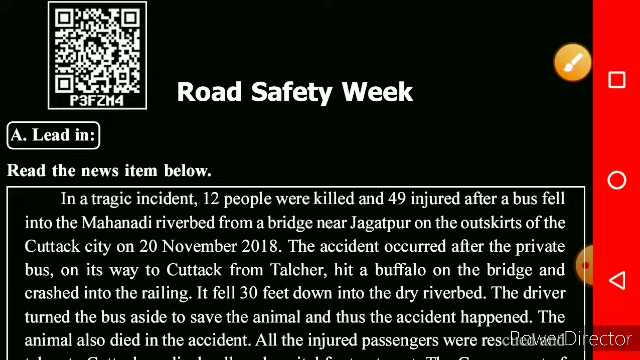 P3FZM4
Road Safety Week
A. Lead in:
Read the news item below.
In a tragic incident, 12 people were killed and 49 injured after a bus fell
into the Mahanadi riverbed from a bridge near Jagatpur on the outskirts of the
Cuttack city on 20 November 2018. The accident occurred after the private
bus, on its way to Cuttack from Talcher, hit a buffalo on the bridge and
crashed into the railing. It fell 30 feet down into the dry riverbed. The driver
turned the bus aside to save the animal and thus the accident happened. The
animal also died in the accident. All the injured passengers were
PowerDirector